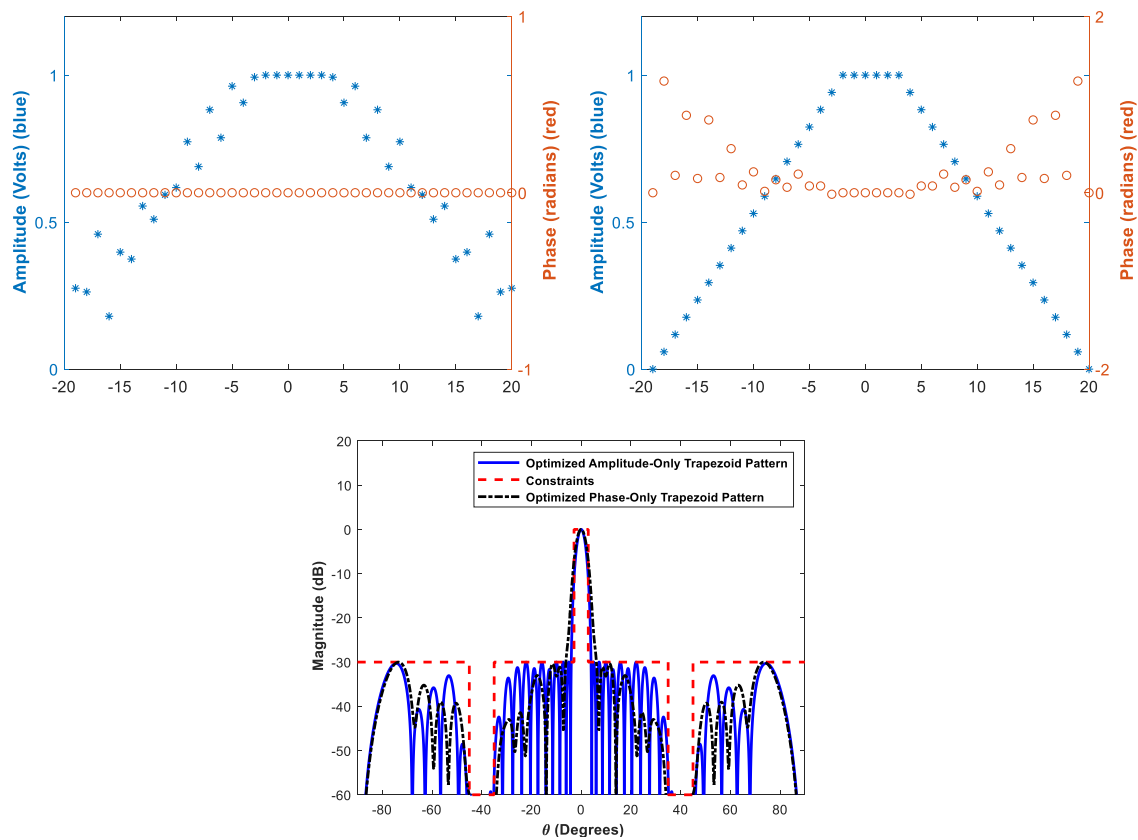 Amplitude (Volts) (blue)
1
0.5
0
-20 -15 -10 -5 0 5 10 15 20
1
0
-1
Phase (radians) (red)
Amplitude (Volts) (blue)
1
0.5
0
-20 -15 -10 -5 0 5 10 15 20
2
0
-2
Phase (radians) (red)
Magnitude (dB)
20
10
0
-10
-20
-30
-40
-50
-60
-80 -60 -40 -20 0 20 40 60 80
θ (Degrees)
Optimized Amplitude-Only Trapezoid Pattern
Constraints
Optimized Phase-Only Trapezoid Pattern